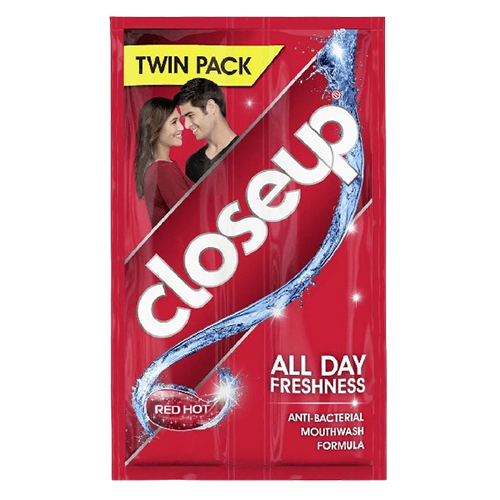 TWIN PACK
closeup®
RED HOT
ALL DAY
FRESHNESS
ANTI-BACTERIAL
MOUTHWASH
FORMULA